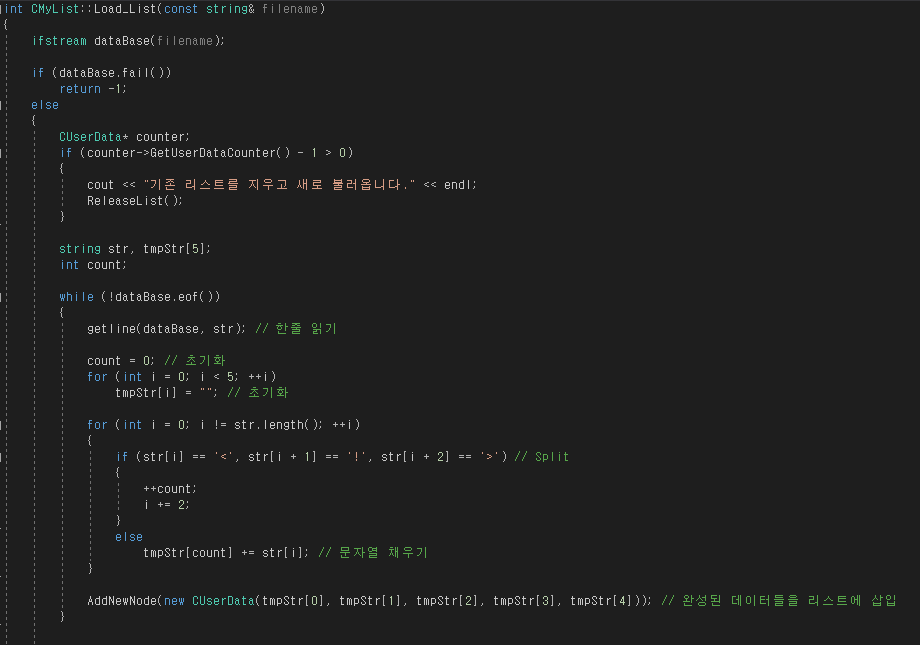 int CMyList::Load_List(const string& filename)
{
ifstream dataBase(filename);
if (dataBase.fail())
return -1;
else
{
CUserData* counter;
if (counter->GetUserDataCounter() - 1 > 0)
{
cout << "기존 리스트를 지우고 새로 불러옵니다." << endl;
ReleaseList();
}
string str, tmpStr[5];
int count;
while (!dataBase.eof())
{
getline(dataBase, str); // 한줄 읽기
count = 0; // 초기화
for (int i = 0; i < 5; ++i)
tmpStr[i] = ""; // 초기화
for (int i = 0; i != str.length(); ++i)
{
if (str[i] == '<', str[i + 1] == '!', str[i + 2] == '>') // Split
{
++count;
i += 2;
}
else
tmpStr[count] += str[i]; // 문자열 채우기
}
AddNewNode(new CUserData(tmpStr[0], tmpStr[1], tmpStr[2], tmpStr[3], tmpStr[4])); // 완성된 데이터들을 리스트에 삽입
}